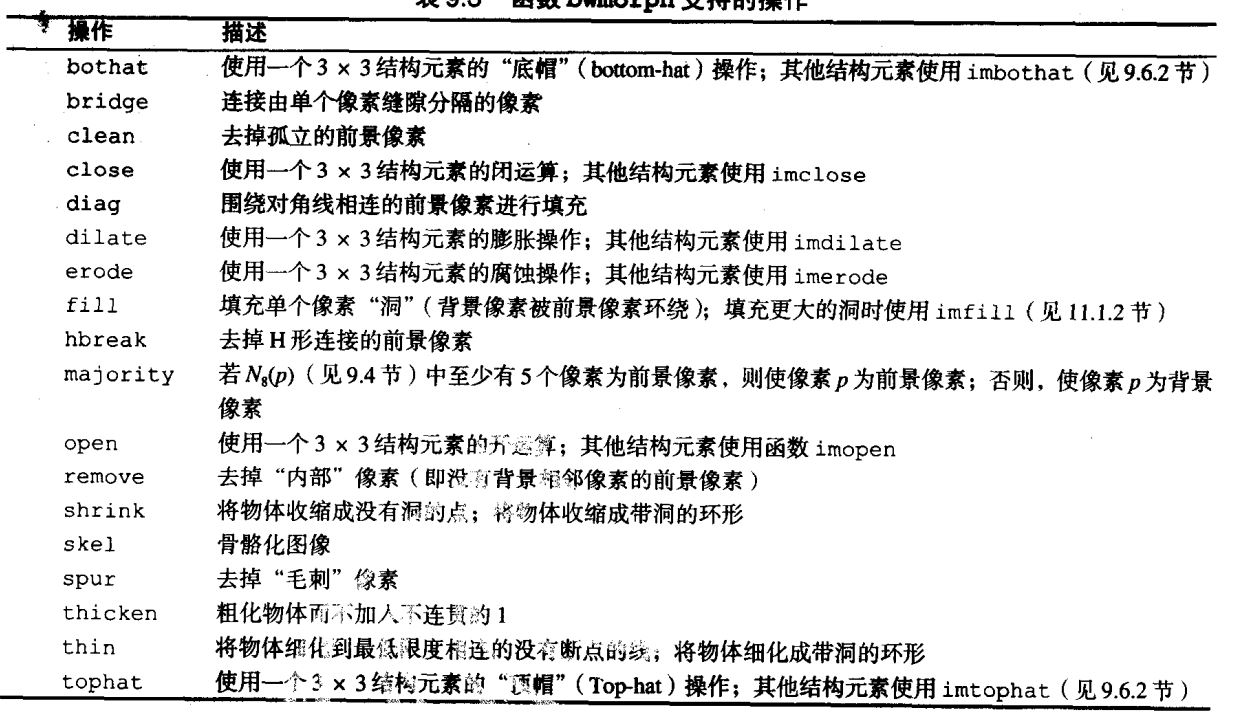 表 9.3 函数 bwmorph 支持的操作
操作 描述
bothat 使用一个 3 × 3 结构元素的“底帽”（bottom-hat）操作；其他结构元素使用 imbothat（见 9.6.2 节）
bridge 连接由单个像素缝隙分隔的像素
clean 去掉孤立的前景像素
close 使用一个 3 × 3 结构元素的闭运算；其他结构元素使用 imclose
diag 围绕对角线相连的前景像素进行填充
dilate 使用一个 3 × 3 结构元素的膨胀操作；其他结构元素使用 imdilate
erode 使用一个 3 × 3 结构元素的腐蚀操作；其他结构元素使用 imerode
fill 填充单个像素“洞”（背景像素被前景像素环绕）；填充更大的洞时使用 imfill（见 11.1.2 节）
hbreak 去掉 H 形连接的前景像素
majority 若 N8(p)（见 9.4 节）中至少有 5 个像素为前景像素，则使像素 p 为前景像素；否则，使像素 p 为背景
像素
open 使用一个 3 × 3 结构元素的开运算；其他结构元素使用函数 imopen
remove 去掉“内部”像素（即没有背景相邻像素的前景像素）
shrink 将物体收缩成没有洞的点；将物体收缩成带洞的环形
skel 骨骼化图像
spur 去掉“毛刺”像素
thicken 粗化物体而不加入不连贯的 1
thin 将物体细化到最低限度相连的没有断点的线；将物体细化成带洞的环形
tophat 使用一个 3 × 3 结构元素的“顶帽”（Top-hat）操作；其他结构元素使用 imtophat（见 9.6.2 节）